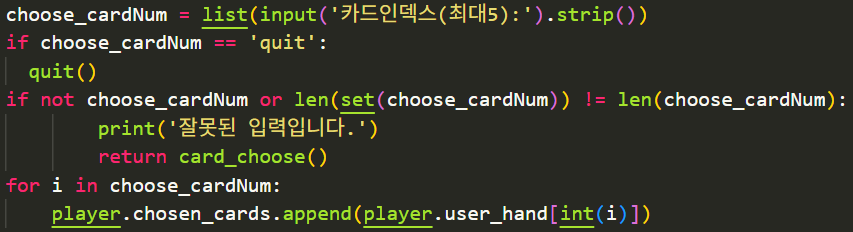 choose_cardNum = list(input('카드인덱스(최대5):').strip())
if choose_cardNum == 'quit':
  quit()
if not choose_cardNum or len(set(choose_cardNum)) != len(choose_cardNum):
        print('잘못된 입력입니다.')
        return card_choose()
for i in choose_cardNum:
    player.chosen_cards.append(player.user_hand[int(i)])